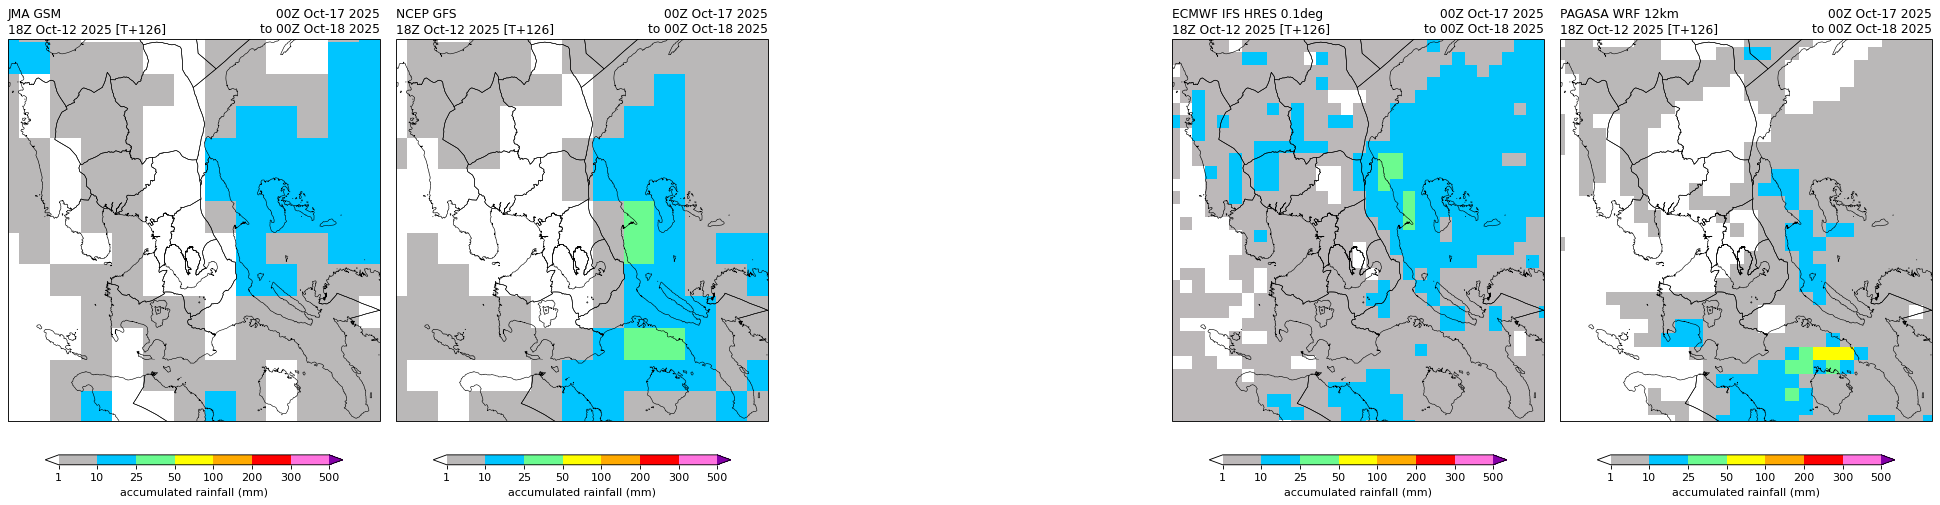 JMA GSM 00Z Oct-17 2025
18Z Oct-12 2025 [T+126] to 00Z Oct-18 2025
1 10 25 50 100 200 300 500
accumulated rainfall (mm)
NCEP GFS 00Z Oct-17 2025
18Z Oct-12 2025 [T+126] to 00Z Oct-18 2025
1 10 25 50 100 200 300 500
accumulated rainfall (mm)
ECMWF IFS HRES 0.1deg 00Z Oct-17 2025
18Z Oct-12 2025 [T+126] to 00Z Oct-18 2025
1 10 25 50 100 200 300 500
accumulated rainfall (mm)
PAGASA WRF 12km 00Z Oct-17 2025
18Z Oct-12 2025 [T+126] to 00Z Oct-18 2025
1 10 25 50 100 200 300 500
accumulated rainfall (mm)